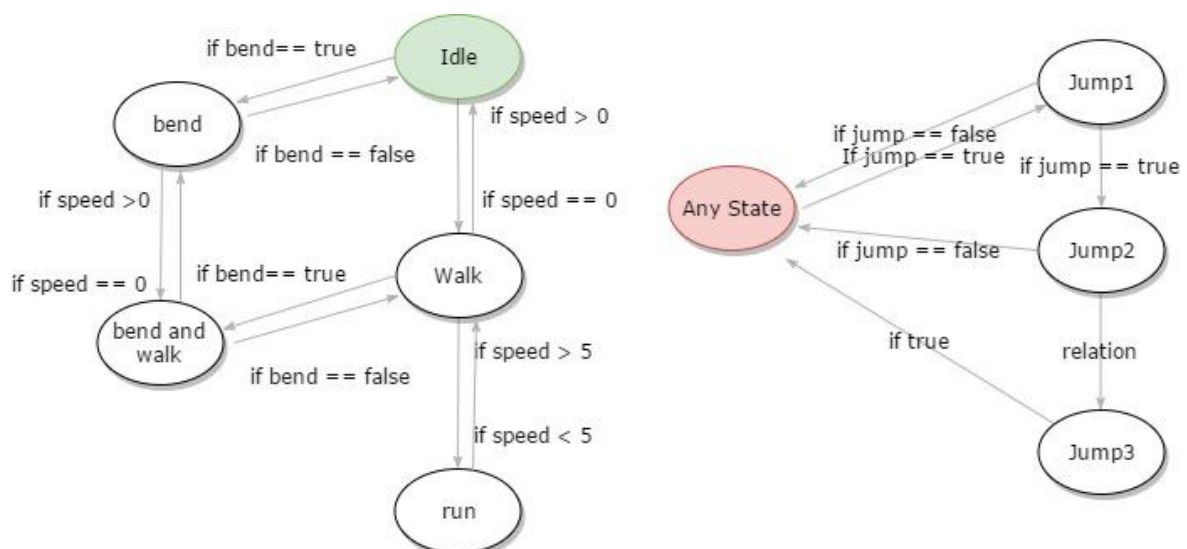 Idle
if bend== true
bend
if speed > 0
if bend == false
if speed >0
if speed == 0
if speed == 0
if bend== true
Walk
bend and
walk
if bend == false
if speed > 5
if speed < 5
run
Jump1
if jump == false
If jump == true
if jump == true
Any State
Jump2
if jump == false
if true
relation
Jump3